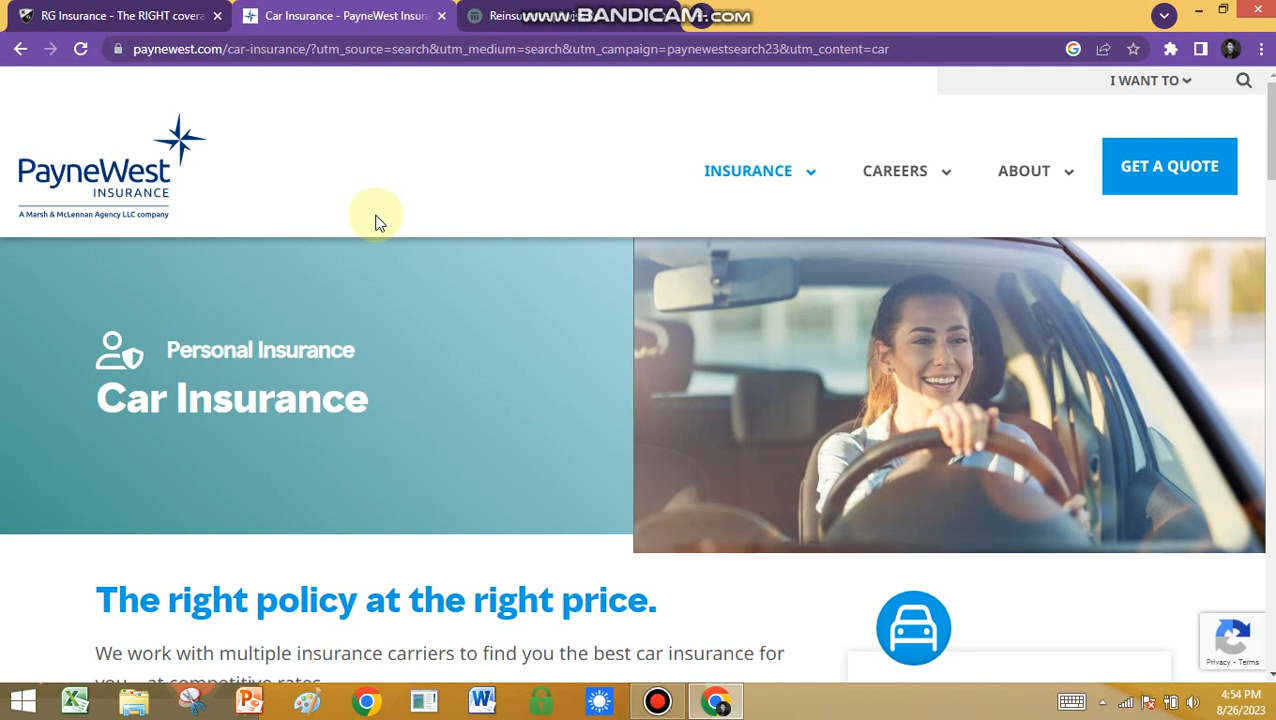 RG Insurance - The RIGHT covera
Car Insurance - PayneWest Insur
Reinsu
www.BANDICAM.com
paynewest.com/car-insurance/?utm_source=search&utm_medium=search&utm_campaign=paynewestsearch23&utm_content=car
I WANT TO
PayneWest
INSURANCE
A Marsh & McLennan Agency LLC company
INSURANCE
CAREERS
ABOUT
GET A QUOTE
Personal Insurance
Car Insurance
The right policy at the right price.
We work with multiple insurance carriers to find you the best car insurance for
you—at competitive rates.
Privacy - Terms
4:54 PM
8/26/2023